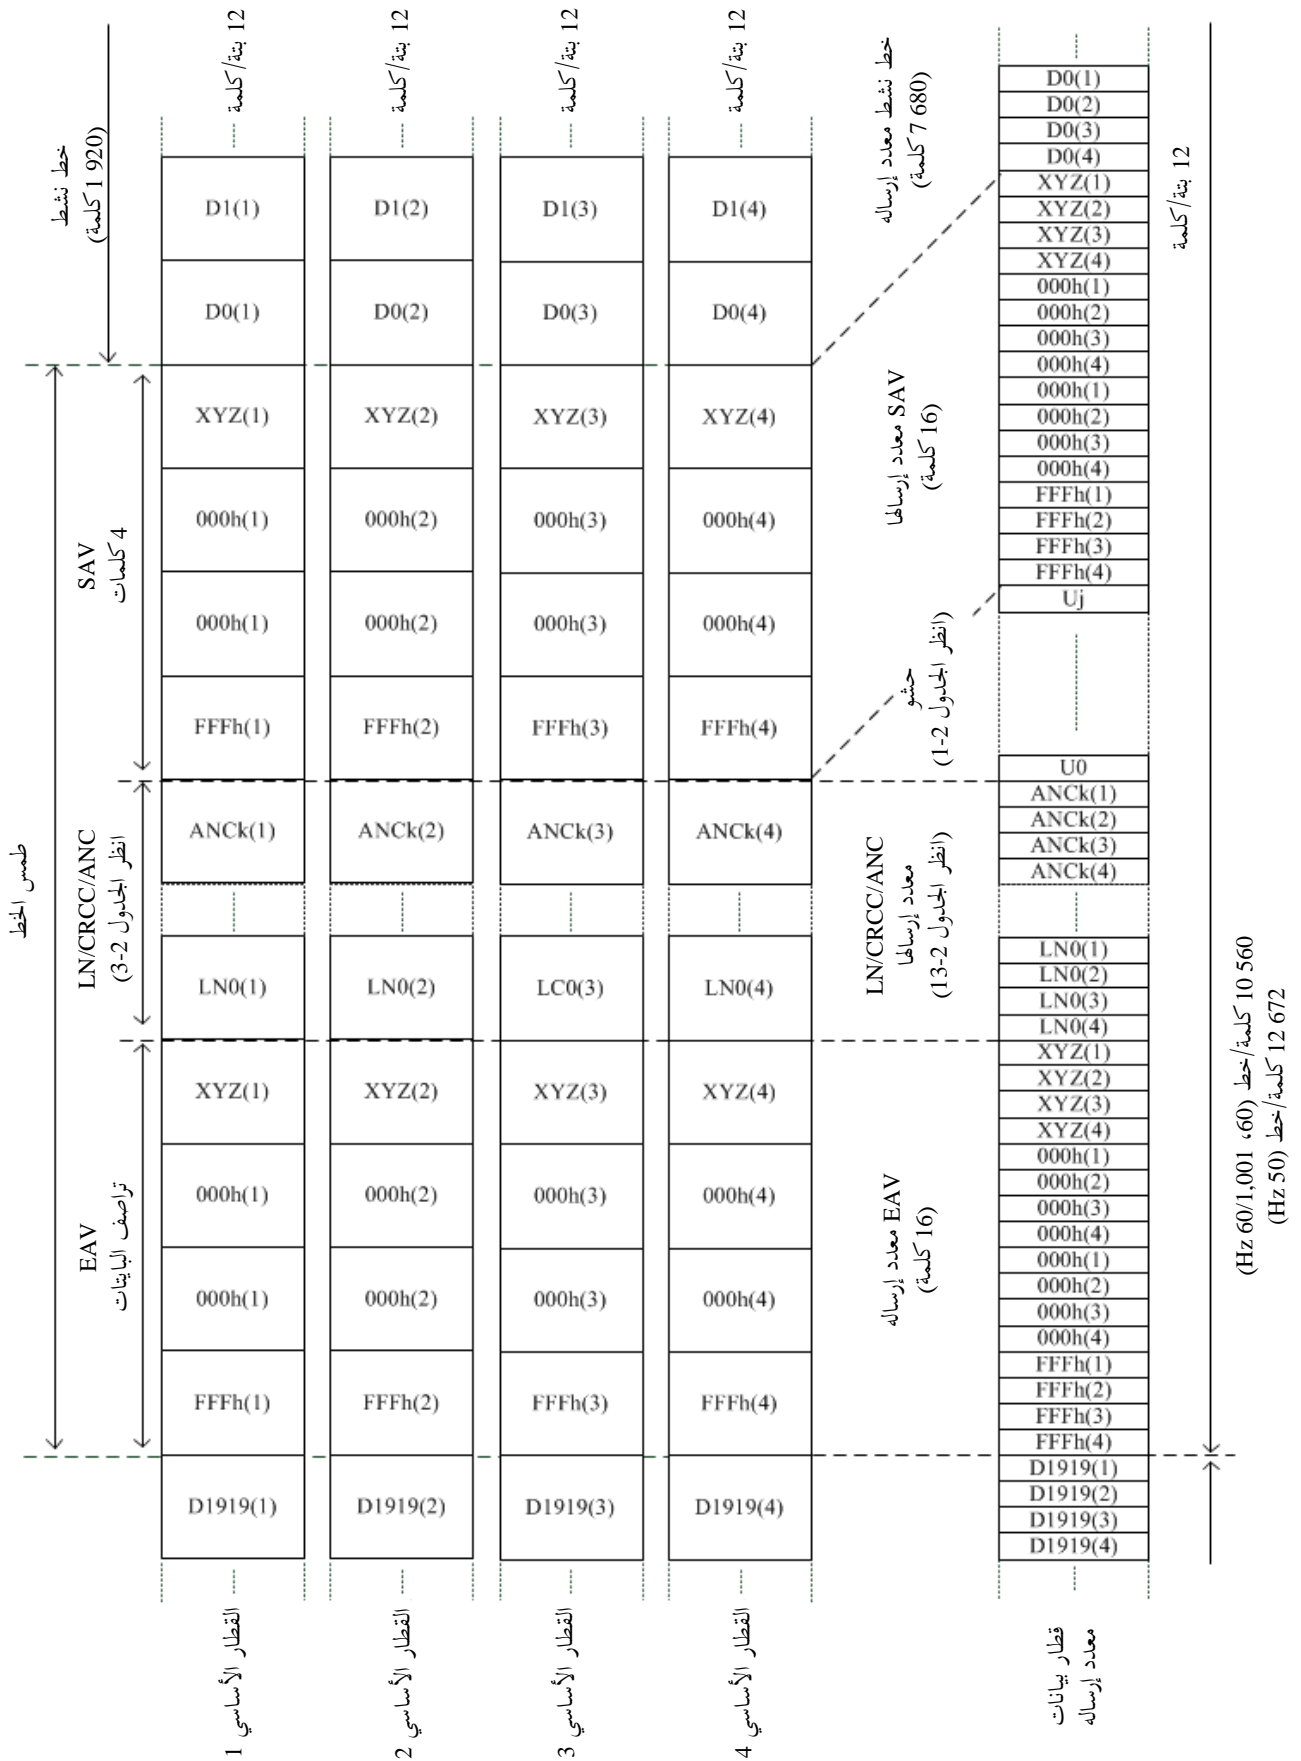 طمس الخط
خط نشط
(1 920 كلمة)
SAV
4 كلمات
LN/CRCC/ANC
(انظر الجدول 2-3)
EAV
تراصف البايتات
القطار الأساسي 1
D1919(1)
FFFh(1)
000h(1)
000h(1)
XYZ(1)
LN0(1)
ANCk(1)
FFFh(1)
000h(1)
000h(1)
XYZ(1)
D0(1)
D1(1)
12 بتة/كلمة
القطار الأساسي 2
D1919(2)
FFFh(2)
000h(2)
000h(2)
XYZ(2)
LN0(2)
ANCk(2)
FFFh(2)
000h(2)
000h(2)
XYZ(2)
D0(2)
D1(2)
12 بتة/كلمة
القطار الأساسي 3
D1919(3)
FFFh(3)
000h(3)
000h(3)
XYZ(3)
LC0(3)
ANCk(3)
FFFh(3)
000h(3)
000h(3)
XYZ(3)
D0(3)
D1(3)
12 بتة/كلمة
القطار الأساسي 4
D1919(4)
FFFh(4)
000h(4)
000h(4)
XYZ(4)
LN0(4)
ANCk(4)
FFFh(4)
000h(4)
000h(4)
XYZ(4)
D0(4)
D1(4)
12 بتة/كلمة
EAV معدد إرساله
(16 كلمة)
LN/CRCC/ANC
معدد إرسالها
(انظر الجدول 2-13)
حشو
(انظر الجدول 2-1)
SAV معدد إرسالها
(16 كلمة)
خط نشط معدد إرساله
(7 680 كلمة)
قطار بيانات
معدد إرساله
D0(1)
D0(2)
D0(3)
D0(4)
XYZ(1)
XYZ(2)
XYZ(3)
XYZ(4)
000h(1)
000h(2)
000h(3)
000h(4)
000h(1)
000h(2)
000h(3)
000h(4)
FFFh(1)
FFFh(2)
FFFh(3)
FFFh(4)
Uj
U0
ANCk(1)
ANCk(2)
ANCk(3)
ANCk(4)
LN0(1)
LN0(2)
LN0(3)
LN0(4)
XYZ(1)
XYZ(2)
XYZ(3)
XYZ(4)
000h(1)
000h(2)
000h(3)
000h(4)
000h(1)
000h(2)
000h(3)
000h(4)
FFFh(1)
FFFh(2)
FFFh(3)
FFFh(4)
D1919(1)
D1919(2)
D1919(3)
D1919(4)
12 بتة/كلمة
10 560 كلمة/خط (60، 60/1,001 Hz)
12 672 كلمة/خط (50 Hz)